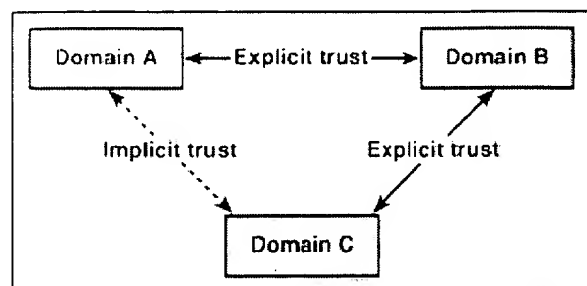 Domain A
Explicit trust
Domain B
Implicit trust
Explicit trust
Domain C